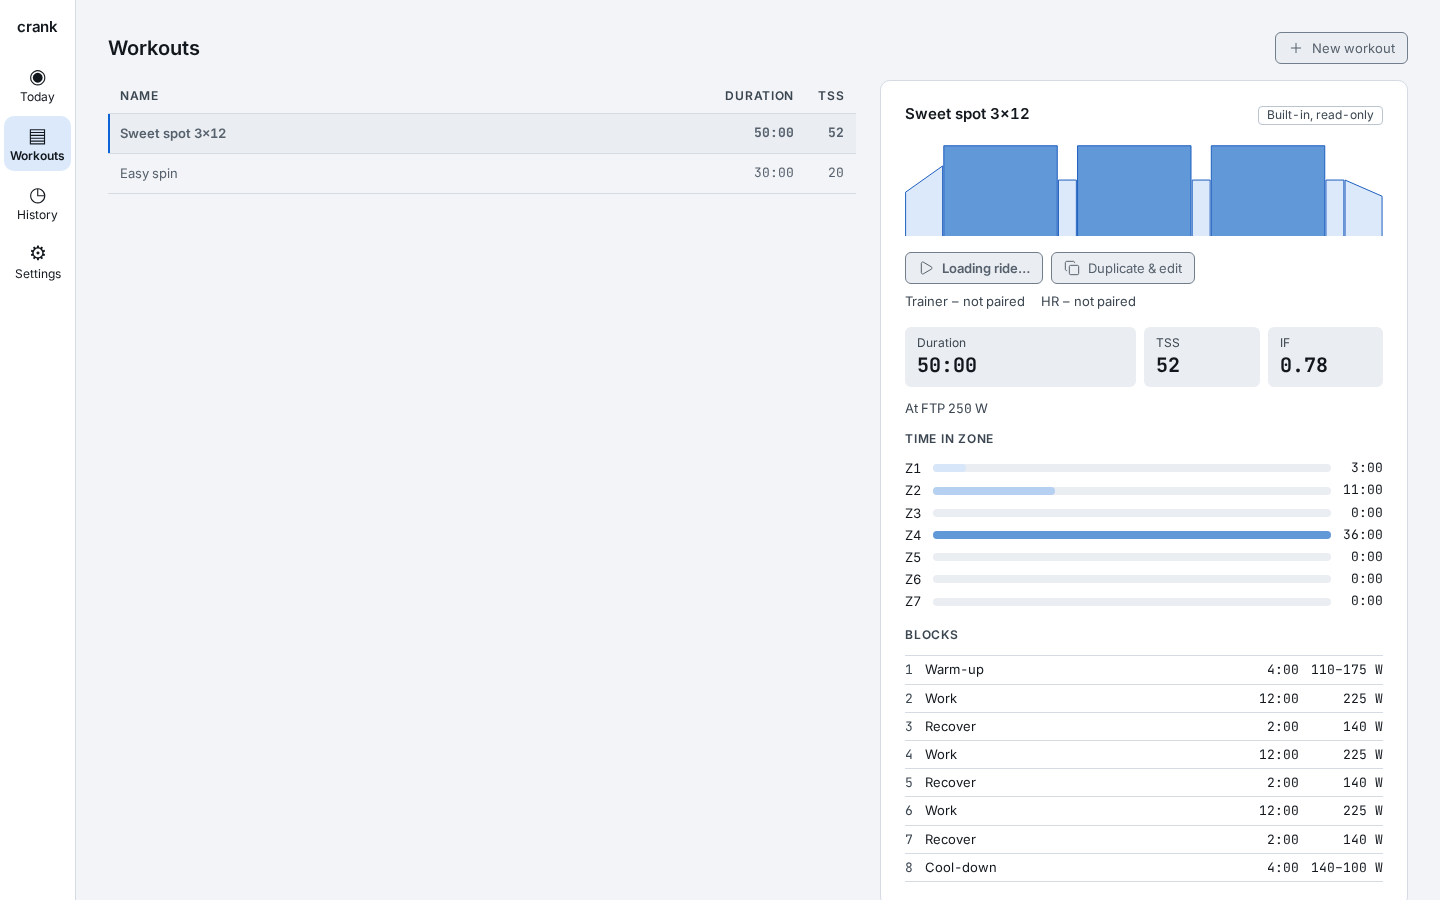 crank
Today
Workouts
History
Settings
Workouts
New workout
NAME DURATION TSS
Sweet spot 3×12 50:00 52
Easy spin 30:00 20
Sweet spot 3×12
Built-in, read-only
Loading ride…
Duplicate & edit
Trainer – not paired HR – not paired
Duration TSS IF
50:00 52 0.78
At FTP 250 W
TIME IN ZONE
Z1 3:00
Z2 11:00
Z3 0:00
Z4 36:00
Z5 0:00
Z6 0:00
Z7 0:00
BLOCKS
1 Warm-up 4:00 110–175 W
2 Work 12:00 225 W
3 Recover 2:00 140 W
4 Work 12:00 225 W
5 Recover 2:00 140 W
6 Work 12:00 225 W
7 Recover 2:00 140 W
8 Cool-down 4:00 140–100 W